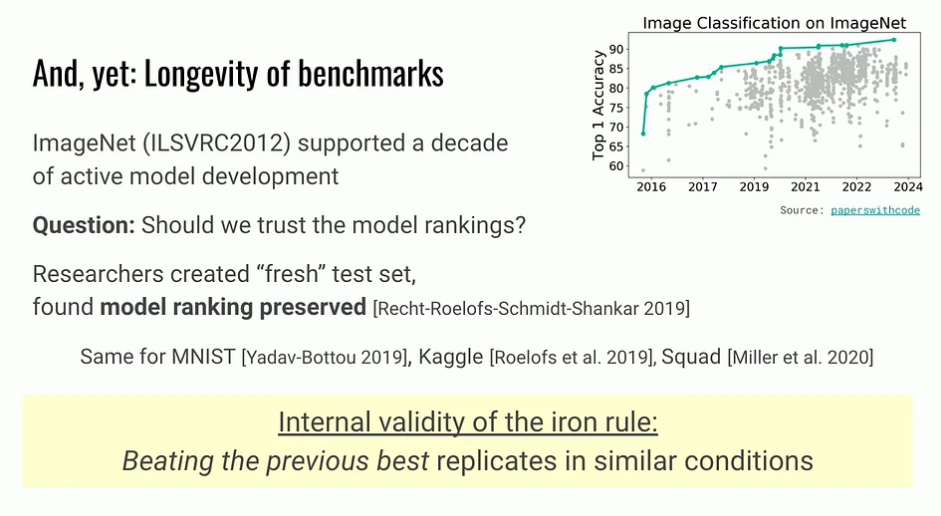 And, yet: Longevity of benchmarks
ImageNet (ILSVRC2012) supported a decade
of active model development
Question: Should we trust the model rankings?
Researchers created “fresh” test set,
found model ranking preserved [Recht-Roelofs-Schmidt-Shankar 2019]
Same for MNIST [Yadav-Bottou 2019], Kaggle [Roelofs et al. 2019], Squad [Miller et al. 2020]
Internal validity of the iron rule:
Beating the previous best replicates in similar conditions
Image Classification on ImageNet
Top 1 Accuracy
90
85
80
75
70
65
60
2016 2017 2019 2021 2022 2024
Source: paperswithcode